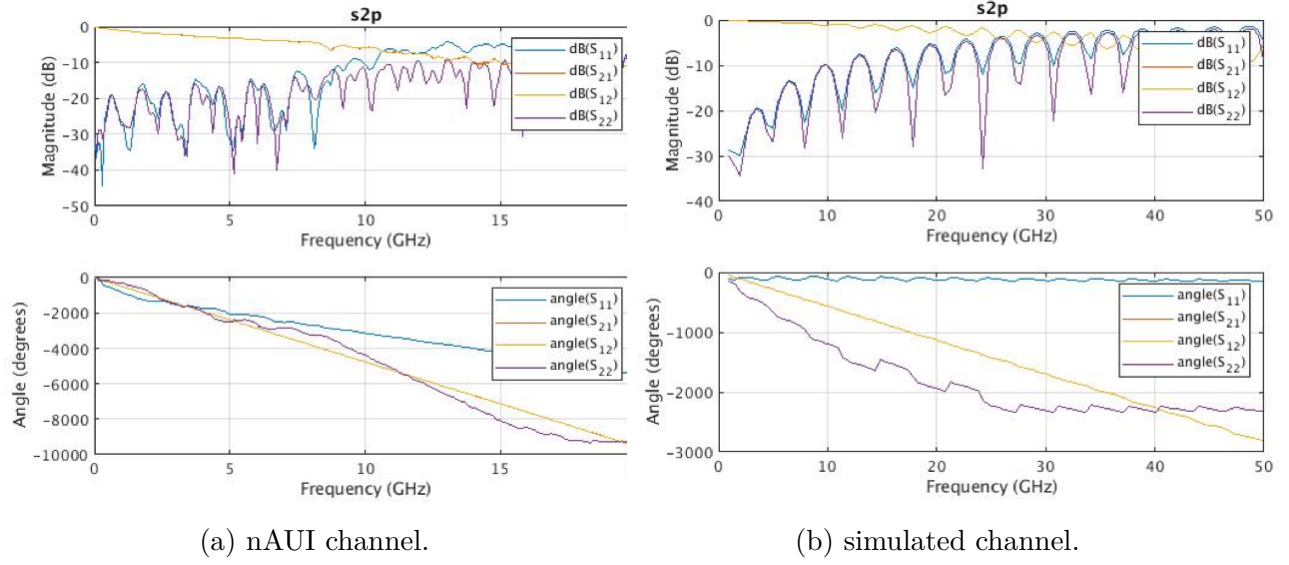 s2p
0
-10
-20
-30
-40
-50
Magnitude (dB)
0
5
10
15
Frequency (GHz)
dB(S11)
dB(S21)
dB(S12)
dB(S22)
0
-2000
-4000
-6000
-8000
-10000
Angle (degrees)
0
5
10
15
Frequency (GHz)
angle(S11)
angle(S21)
angle(S12)
angle(S22)
(a) nAUI channel.
s2p
0
-10
-20
-30
-40
Magnitude (dB)
0
10
20
30
40
50
Frequency (GHz)
dB(S11)
dB(S21)
dB(S12)
dB(S22)
0
-1000
-2000
-3000
Angle (degrees)
0
10
20
30
40
50
Frequency (GHz)
angle(S11)
angle(S21)
angle(S12)
angle(S22)
(b) simulated channel.